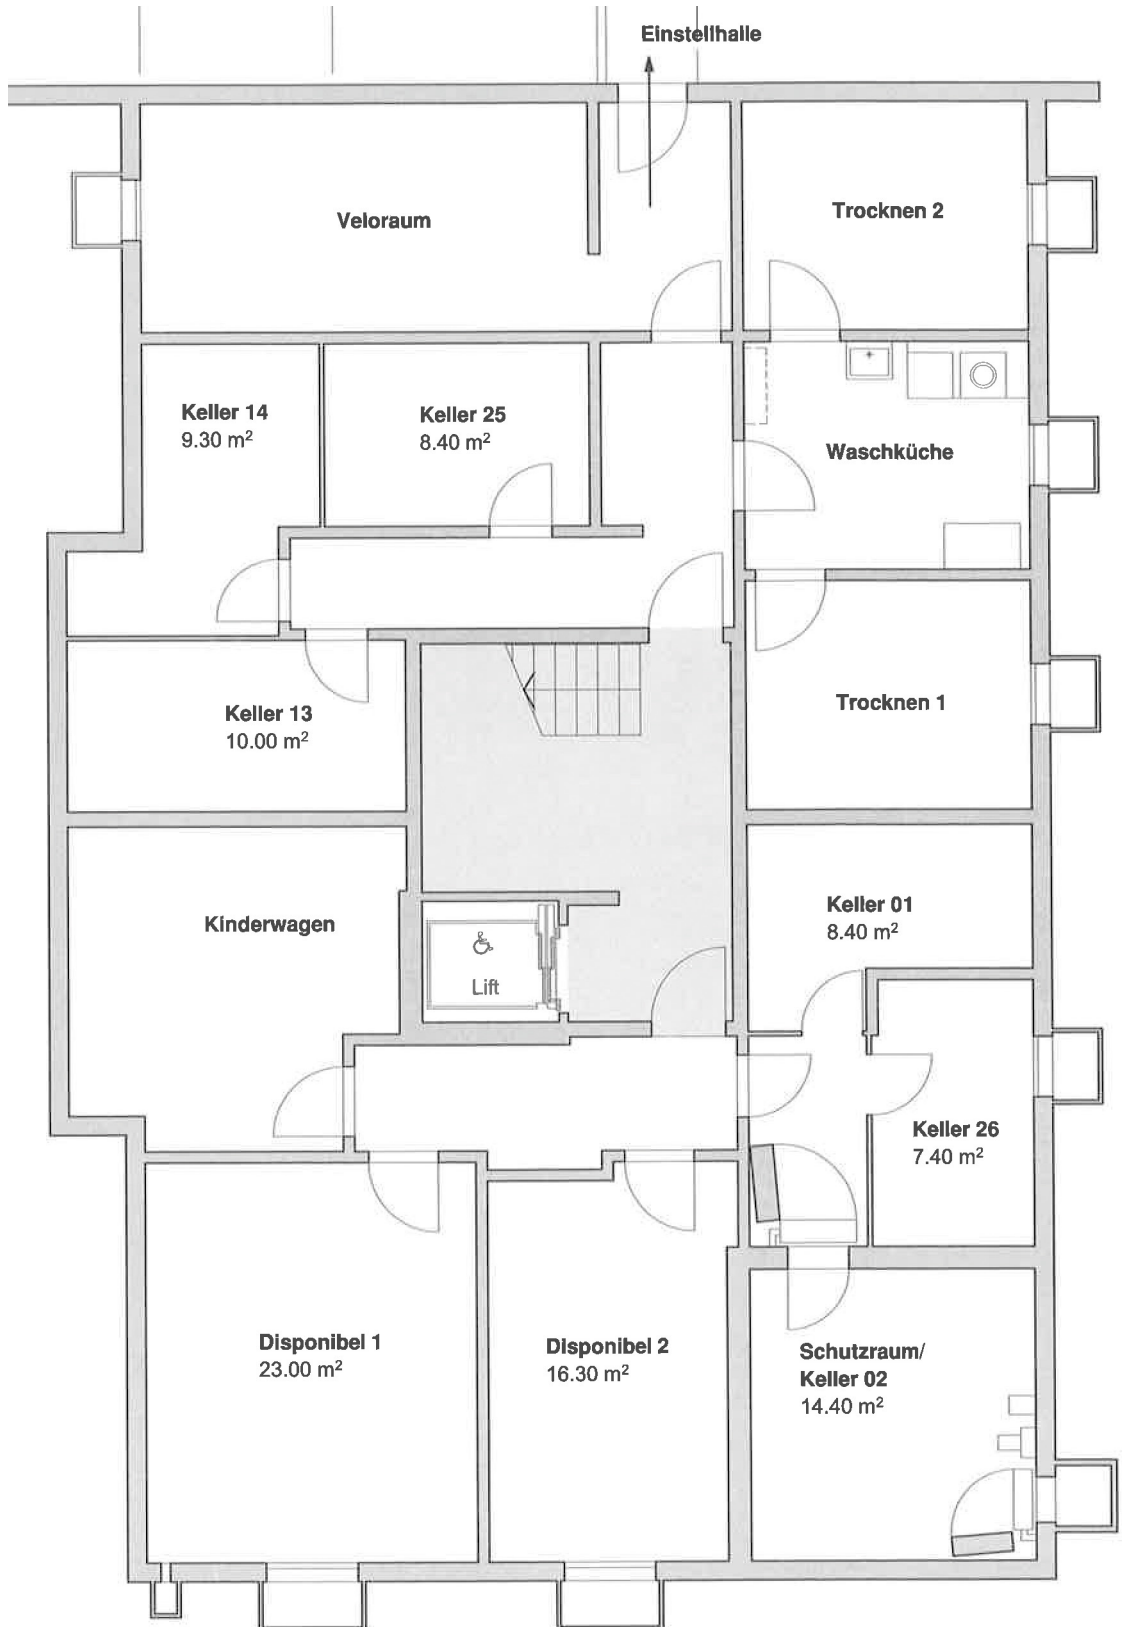 Einstellhalle
Veloraum
Trocknen 2
Keller 14
9.30 m²
Keller 25
8.40 m²
Waschküche
Keller 13
10.00 m²
Trocknen 1
Kinderwagen
Lift
Keller 01
8.40 m²
Keller 26
7.40 m²
Disponibel 1
23.00 m²
Disponibel 2
16.30 m²
Schutzraum/
Keller 02
14.40 m²